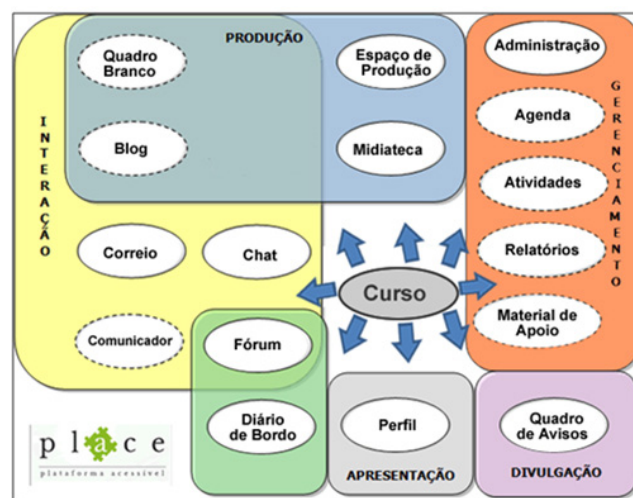 PRODUÇÃO
Quadro
Branco
Espaço de
Produção
Administração
Blog
Midiateca
Agenda
Atividades
INTERAÇÃO
GERENCIAMENTO
Correio
Chat
Relatórios
Curso
Comunicador
Fórum
Material de
Apoio
Diário
de Bordo
Perfil
Quadro
de Avisos
place
plataforma acessível
APRESENTAÇÃO
DIVULGAÇÃO